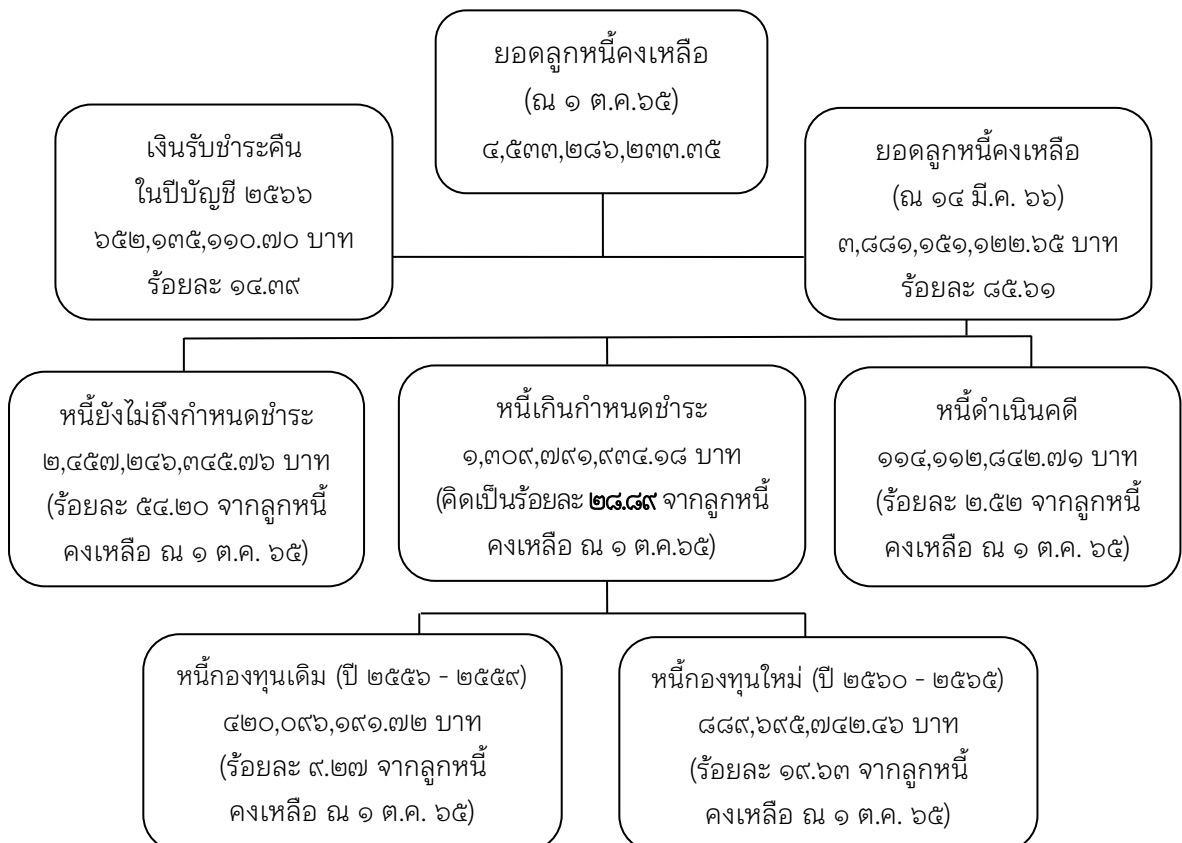 ยอดลูกหนี้คงเหลือ
(ณ ๑ ต.ค.๖๕)
๔,๕๓๓,๒๘๖,๒๓๓.๓๕
เงินรับชำระคืน
ในปีบัญชี ๒๕๖๖
๖๕๒,๑๓๕,๑๑๐.๗๐ บาท
ร้อยละ ๑๔.๓๙
ยอดลูกหนี้คงเหลือ
(ณ ๑๔ มี.ค. ๖๖)
๓,๘๘๑,๑๕๑,๑๒๒.๖๕ บาท
ร้อยละ ๘๕.๖๑
หนี้ยังไม่ถึงกำหนดชำระ
๒,๔๕๗,๒๔๖,๓๔๕.๗๖ บาท
(ร้อยละ ๕๔.๒๐ จากลูกหนี้
คงเหลือ ณ ๑ ต.ค. ๖๕)
หนี้เกินกำหนดชำระ
๑,๓๐๙,๗๙๑,๙๓๔.๑๘ บาท
(คิดเป็นร้อยละ ๒๘.๘๙ จากลูกหนี้
คงเหลือ ณ ๑ ต.ค.๖๕)
หนี้ดำเนินคดี
๑๑๔,๑๑๒,๘๔๒.๗๑ บาท
(ร้อยละ ๒.๕๒ จากลูกหนี้
คงเหลือ ณ ๑ ต.ค. ๖๕)
หนี้กองทุนเดิม (ปี ๒๕๕๖ - ๒๕๕๙)
๔๒๐,๐๙๖,๑๙๑.๗๒ บาท
(ร้อยละ ๙.๒๗ จากลูกหนี้
คงเหลือ ณ ๑ ต.ค. ๖๕)
หนี้กองทุนใหม่ (ปี ๒๕๖๐ - ๒๕๖๕)
๘๘๙,๖๙๕,๗๔๒.๔๖ บาท
(ร้อยละ ๑๙.๖๓ จากลูกหนี้
คงเหลือ ณ ๑ ต.ค. ๖๕)